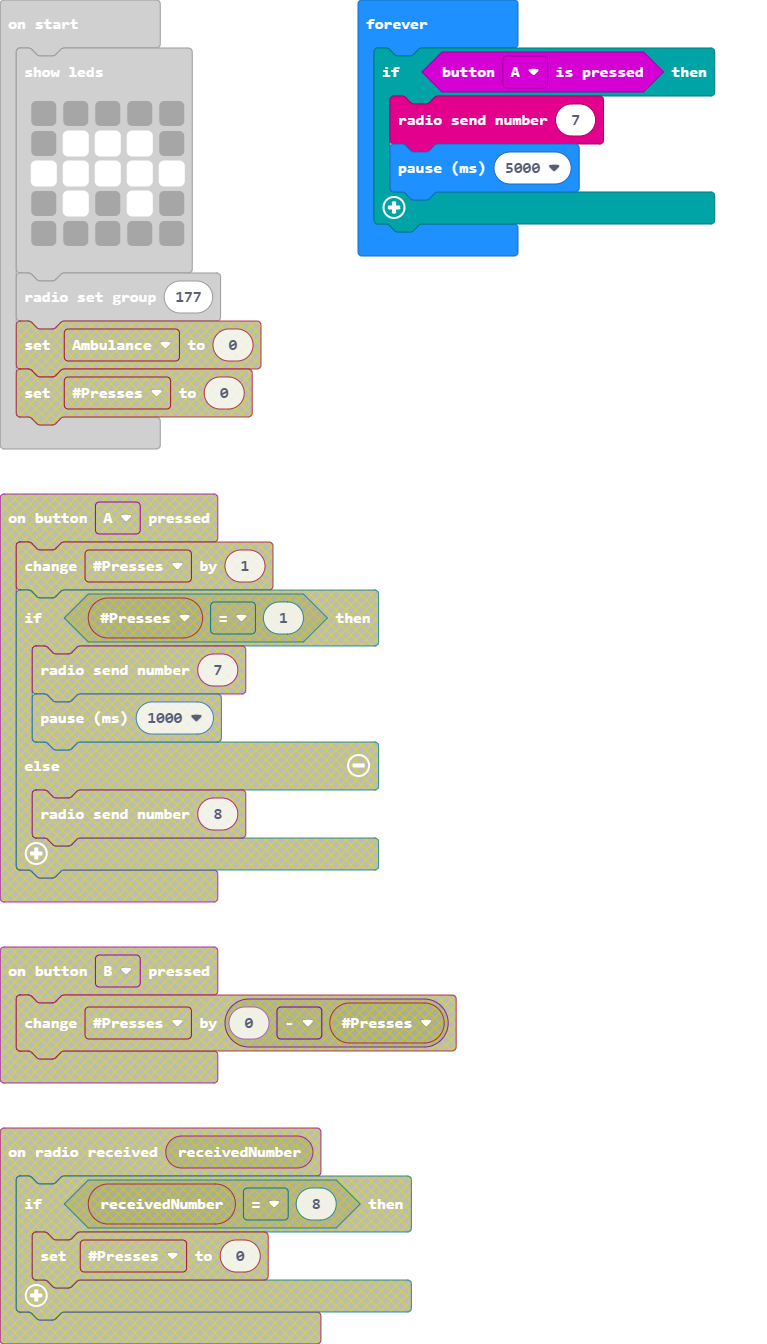 on start
show leds
radio set group 177
set Ambulance to 0
set #Presses to 0
forever
if button A is pressed then
radio send number 7
pause (ms) 5000
on button A pressed
change #Presses by 1
if #Presses = 1 then
radio send number 7
pause (ms) 1000
else
radio send number 8
on button B pressed
change #Presses by 0 - #Presses
on radio received receivedNumber
if receivedNumber = 8 then
set #Presses to 0